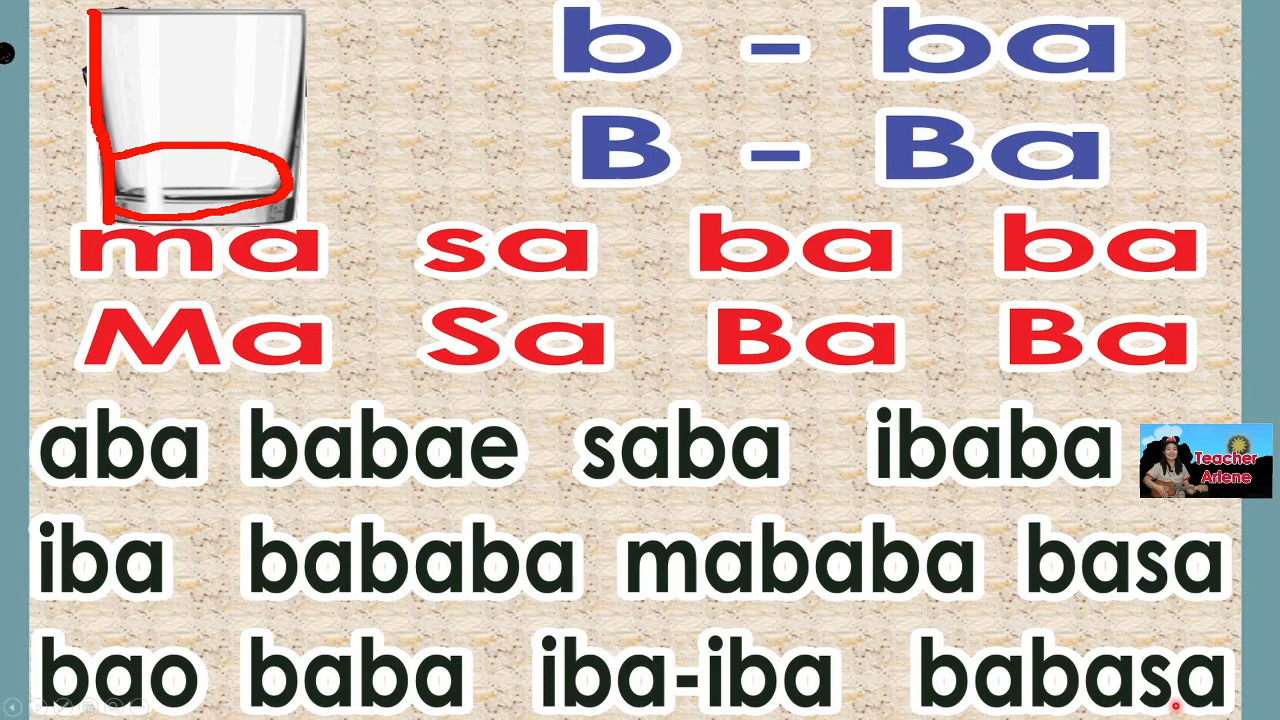 b - ba
B - Ba
ma sa ba ba
Ma Sa Ba Ba
aba babae saba ibaba
Teacher
Arlene
iba bababa mababa basa
bao baba iba-iba babasa